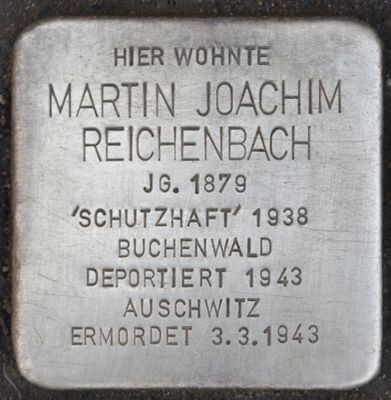 HIER WOHNTE
MARTIN JOACHIM
REICHENBACH
JG. 1879
'SCHUTZHAFT' 1938
BUCHENWALD
DEPORTIERT 1943
AUSCHWITZ
ERMORDET 3.3.1943